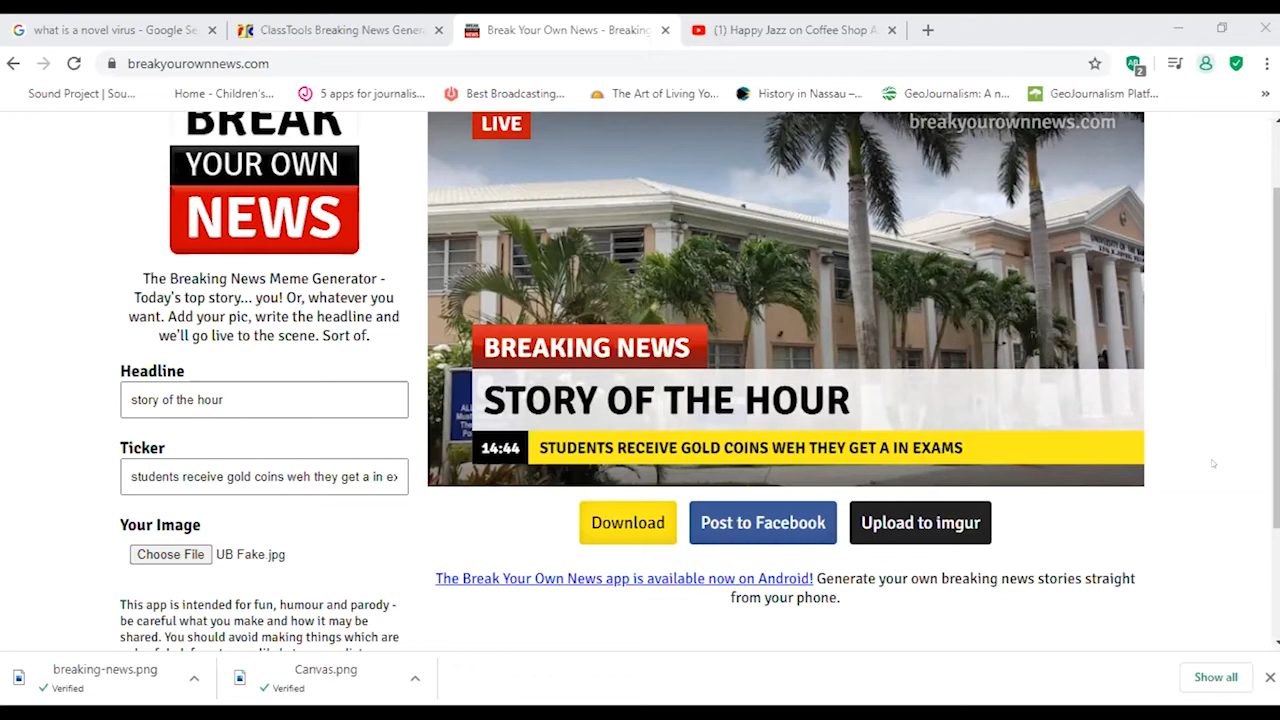 what is a novel virus - Google Se
ClassTools Breaking News Genera
Break Your Own News - Breaking
(1) Happy Jazz on Coffee Shop A
breakyourownnews.com
2
Sound Project | Sou...
Home - Children's...
5 apps for journalis...
Best Broadcasting...
The Art of Living Yo...
History in Nassau –...
GeoJournalism: A n...
GeoJournalism Platf...
»
BREAK
YOUR OWN
NEWS
The Breaking News Meme Generator -
Today's top story... you! Or, whatever you
want. Add your pic, write the headline and
we'll go live to the scene. Sort of.
Headline
story of the hour
Ticker
students receive gold coins weh they get a in ex
Your Image
Choose File UB Fake.jpg
This app is intended for fun, humour and parody -
be careful what you make and how it may be
shared. You should avoid making things which are
LIVE
breakyourownnews.com
BREAKING NEWS
STORY OF THE HOUR
14:44 STUDENTS RECEIVE GOLD COINS WEH THEY GET A IN EXAMS
Download
Post to Facebook
Upload to imgur
The Break Your Own News app is available now on Android! Generate your own breaking news stories straight
from your phone.
breaking-news.png
Verified
Canvas.png
Verified
Show all